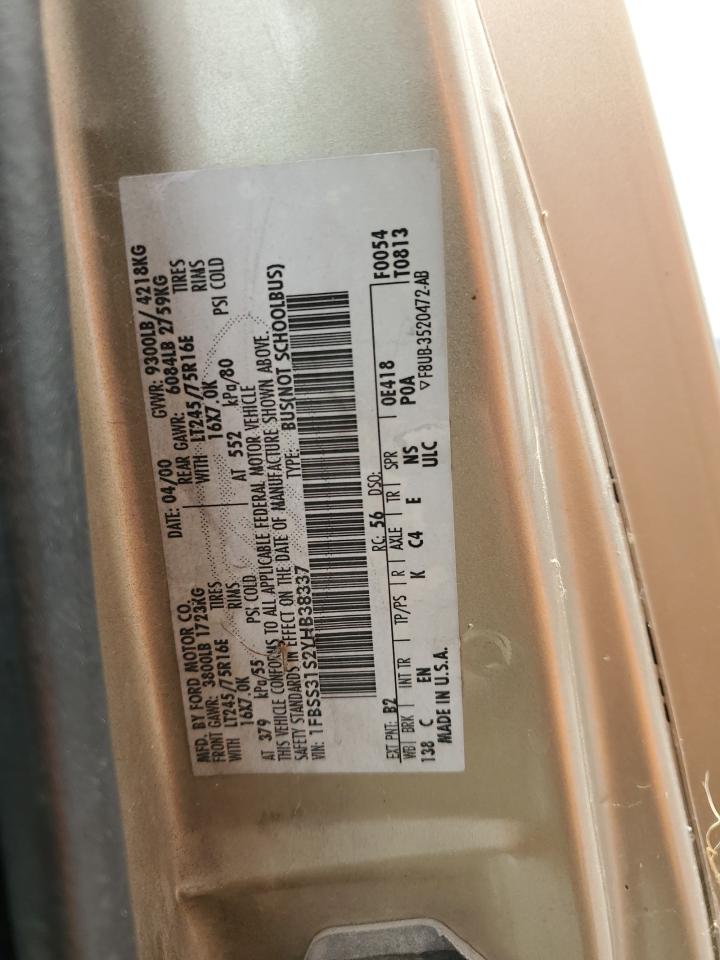 MFD. BY FORD MOTOR CO.
DATE: 04/00 GVWR: 9300LB/ 4218KG
FRONT GAWR: 3800LB 1723KG REAR GAWR: 6084LB 2759KG
WITH LT245/75R16E TIRES WITH LT245/75R16E TIRES
16X7.0K RIMS 16X7.0K RIMS
AT 379 kPa/55 PSI COLD AT 552 kPa/80 PSI COLD
THIS VEHICLE CONFORMS TO ALL APPLICABLE FEDERAL MOTOR VEHICLE
SAFETY STANDARDS IN EFFECT ON THE DATE OF MANUFACTURE SHOWN ABOVE.
VIN: 1FBSS31S2YHB38337 TYPE: BUS(NOT SCHOOLBUS)
EXT PNT: B2 RC: 56 DSO:
WB BRK INT TR TP/PS R AXLE TR SPR 0E418 F0054
138 C EN K C4 E NS P0A T0813
MADE IN U.S.A. ULC ▽F8UB-3520472-AB